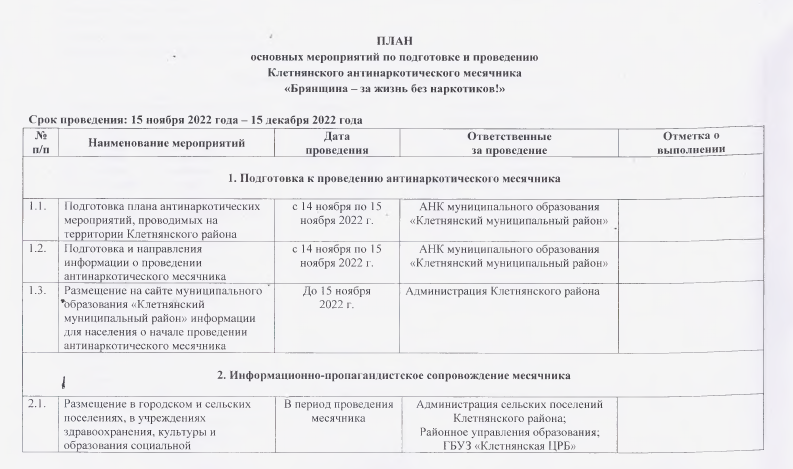 ПЛАН
основных мероприятий по подготовке и проведению
Клетнянского антинаркотического месячника
«Брянщина – за жизнь без наркотиков!»
Срок проведения: 15 ноября 2022 года – 15 декабря 2022 года
№
п/п
Наименование мероприятий
Дата
проведения
Ответственные
за проведение
Отметка о
выполнении
1. Подготовка к проведению антинаркотического месячника
1.1.
Подготовка плана антинаркотических
мероприятий, проводимых на
территории Клетнянского района
с 14 ноября по 15
ноября 2022 г.
АНК муниципального образования
«Клетнянский муниципальный район»
1.2.
Подготовка и направления
информации о проведении
антинаркотического месячника
с 14 ноября по 15
ноября 2022 г.
АНК муниципального образования
«Клетнянский муниципальный район»
1.3.
Размещение на сайте муниципального
образования «Клетнянский
муниципальный район» информации
для населения о начале проведении
антинаркотического месячника
До 15 ноября
2022 г.
Администрация Клетнянского района
2. Информационно-пропагандистское сопровождение месячника
2.1.
Размещение в городском и сельских
поселениях, в учреждениях
здравоохранения, культуры и
образования социальной
В период проведения
месячника
Администрация сельских поселений
Клетнянского района;
Районное управления образования;
ГБУЗ «Клетнянская ЦРБ»